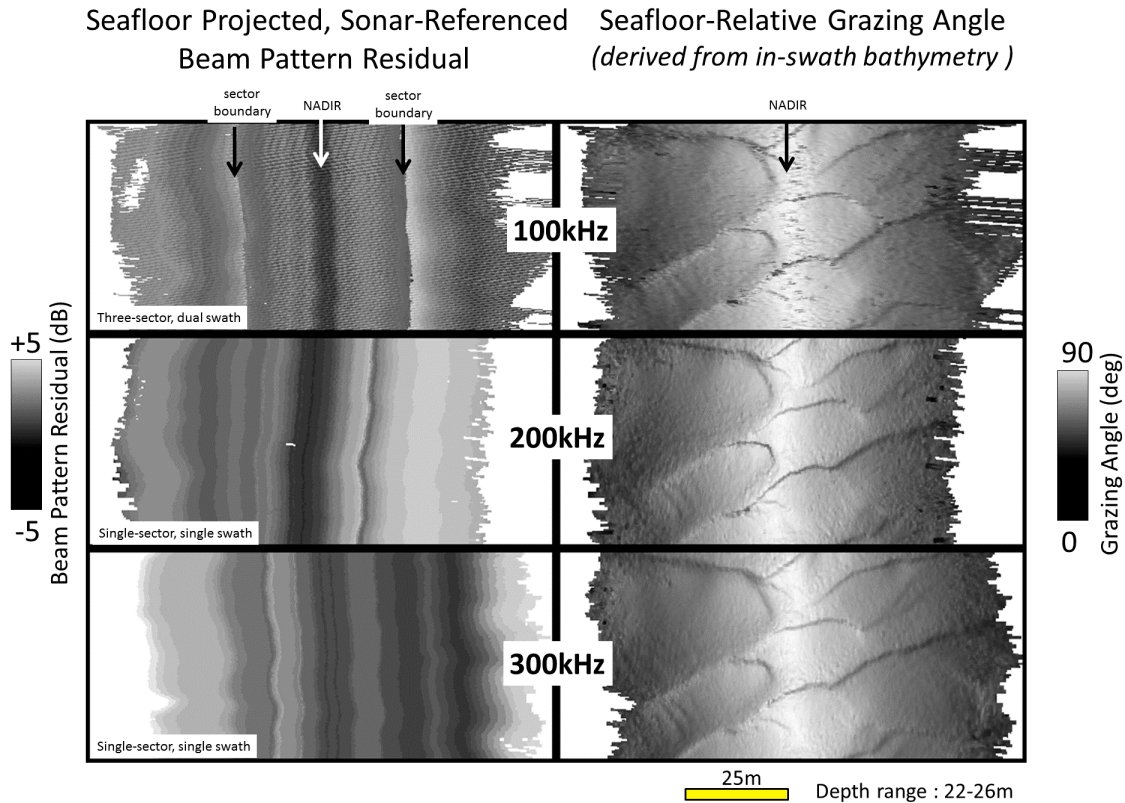 Seafloor Projected, Sonar-Referenced
Beam Pattern Residual
Seafloor-Relative Grazing Angle
(derived from in-swath bathymetry )
sector
boundary
NADIR
sector
boundary
NADIR
100kHz
Three-sector, dual swath
+5
-5
Beam Pattern Residual (dB)
200kHz
Single-sector, single swath
90
0
Grazing Angle (deg)
300kHz
Single-sector, single swath
25m
Depth range : 22-26m